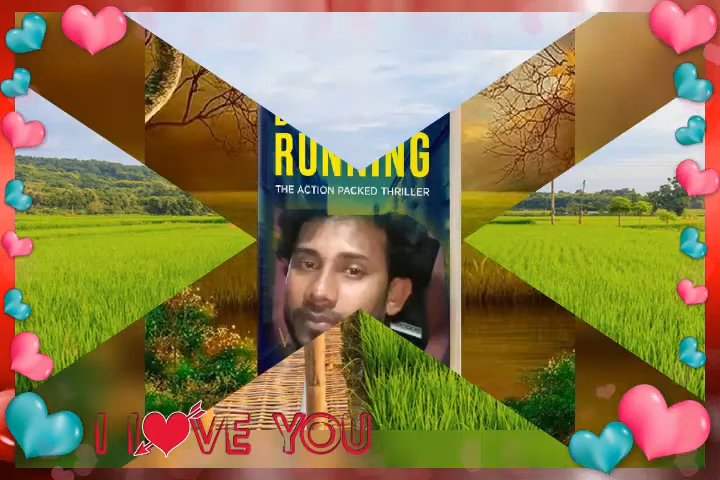 RUNNING
THE ACTION PACKED THRILLER
I LOVE YOU